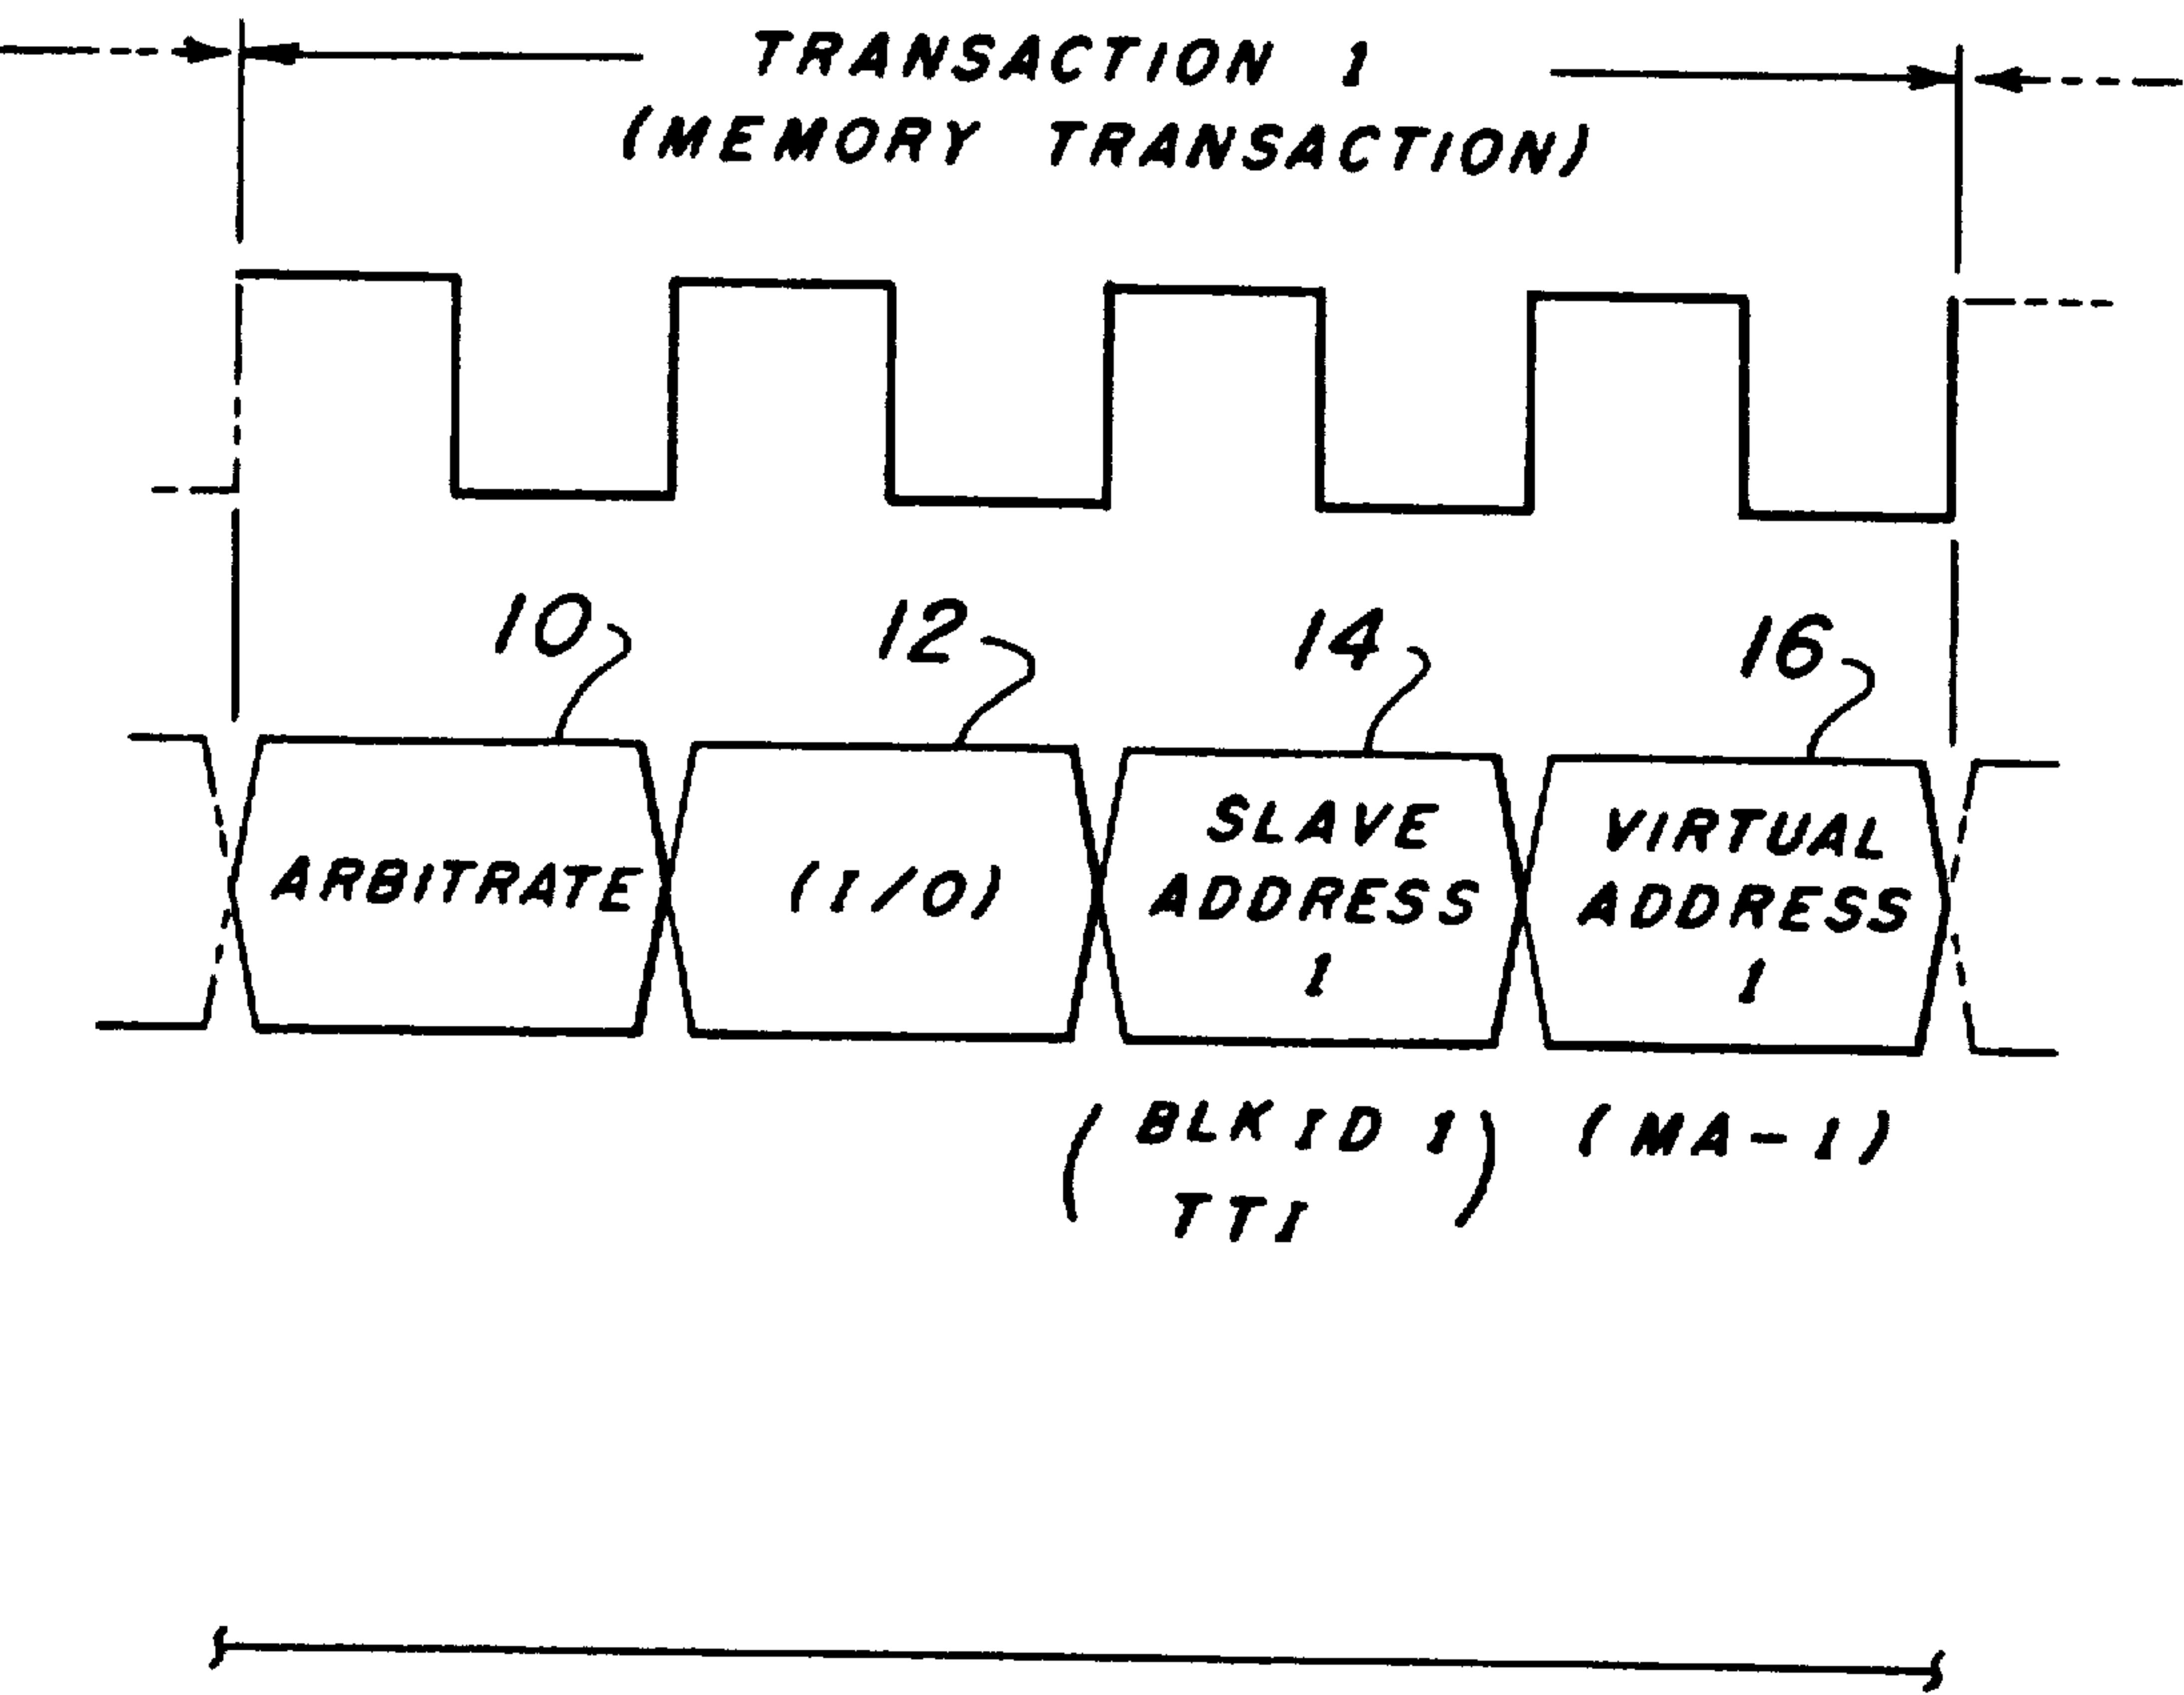 TRANSACTION 1
(MEMORY TRANSACTION)
10 12 14 16
ARBITRATE
(I/O)
SLAVE
ADDRESS
1
VIRTUAL
ADDRESS
1
(BLK ID 1)
TTI
(MA-1)